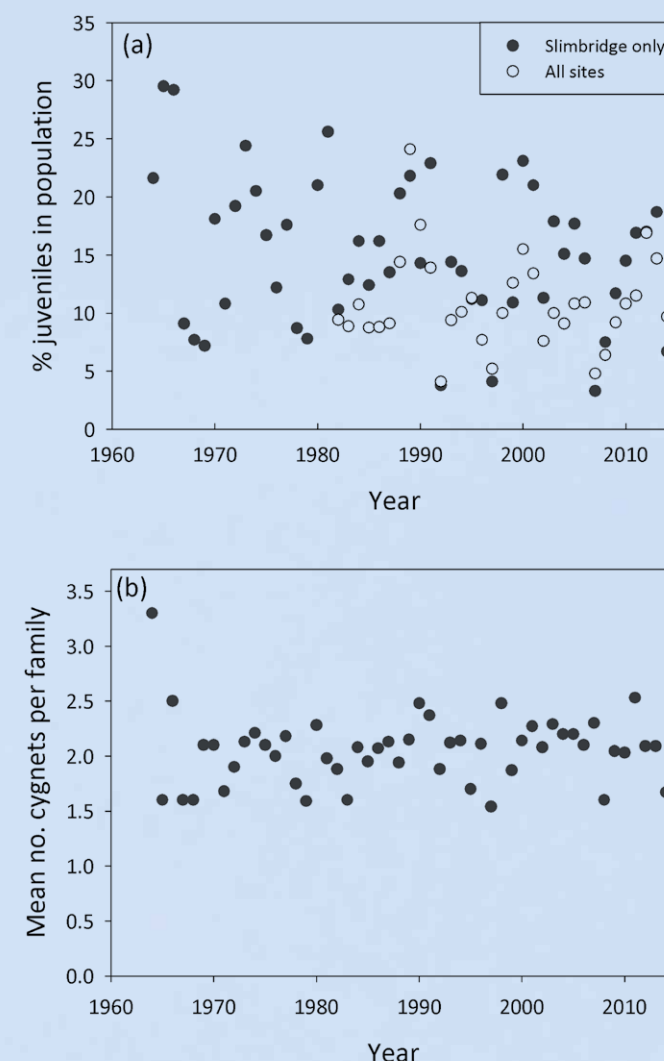 (a)
Slimbridge only
All sites
% juveniles in population
35
30
25
20
15
10
5
0
1960 1970 1980 1990 2000 2010
Year
(b)
Mean no. cygnets per family
3.5
3.0
2.5
2.0
1.5
1.0
0.5
0.0
1960 1970 1980 1990 2000 2010
Year